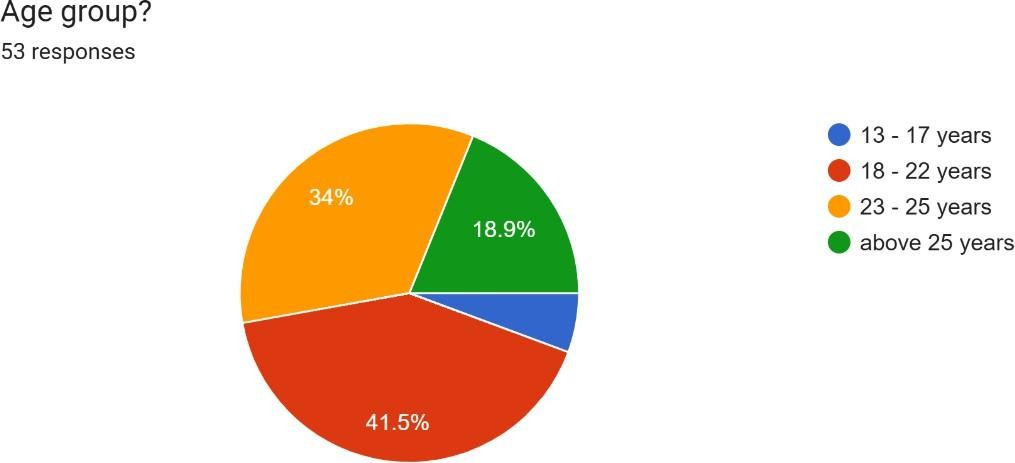 Age group?
53 responses
34%
18.9%
41.5%
13 - 17 years
18 - 22 years
23 - 25 years
above 25 years